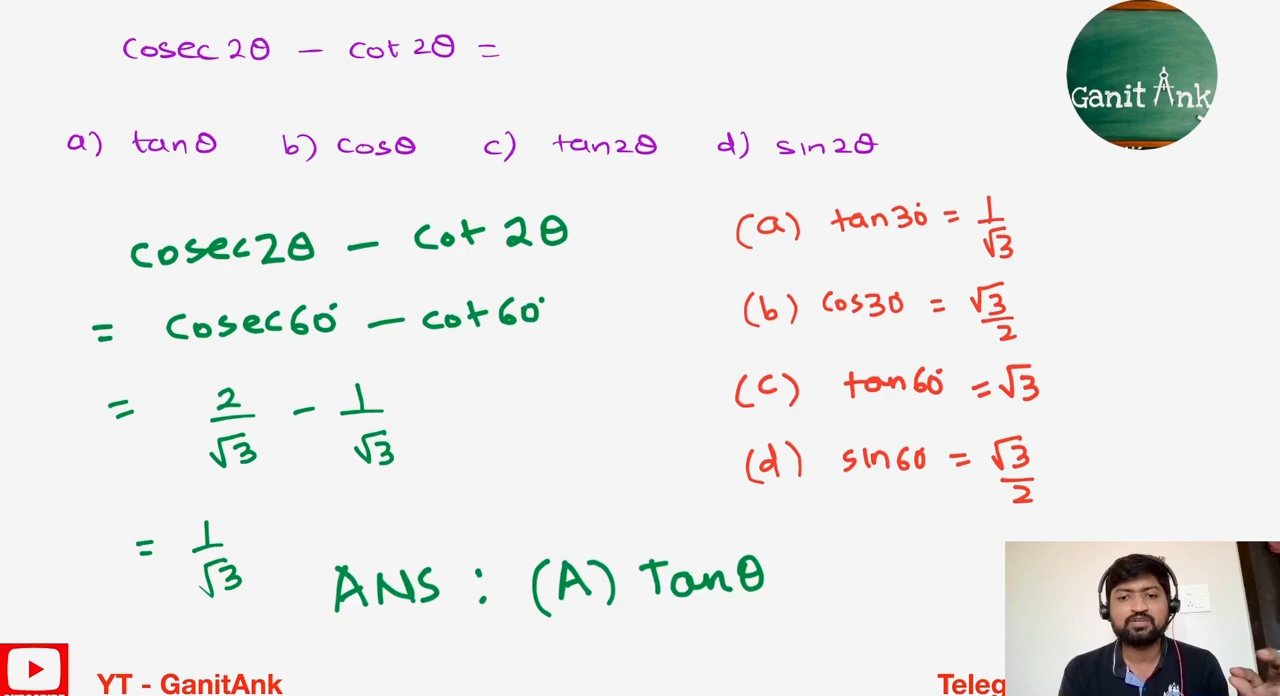 cosec 2θ − cot 2θ =
Ganit Ank
a) tanθ b) cosθ c) tan2θ d) sin2θ
cosec2θ − cot 2θ
= cosec60° − cot60°
= 2/√3 − 1/√3
= 1/√3
(a) tan30° = 1/√3
(b) cos30° = √3/2
(c) tan60° = √3
(d) sin60 = √3/2
ANS : (A) Tanθ
YT - GanitAnk
Teleg